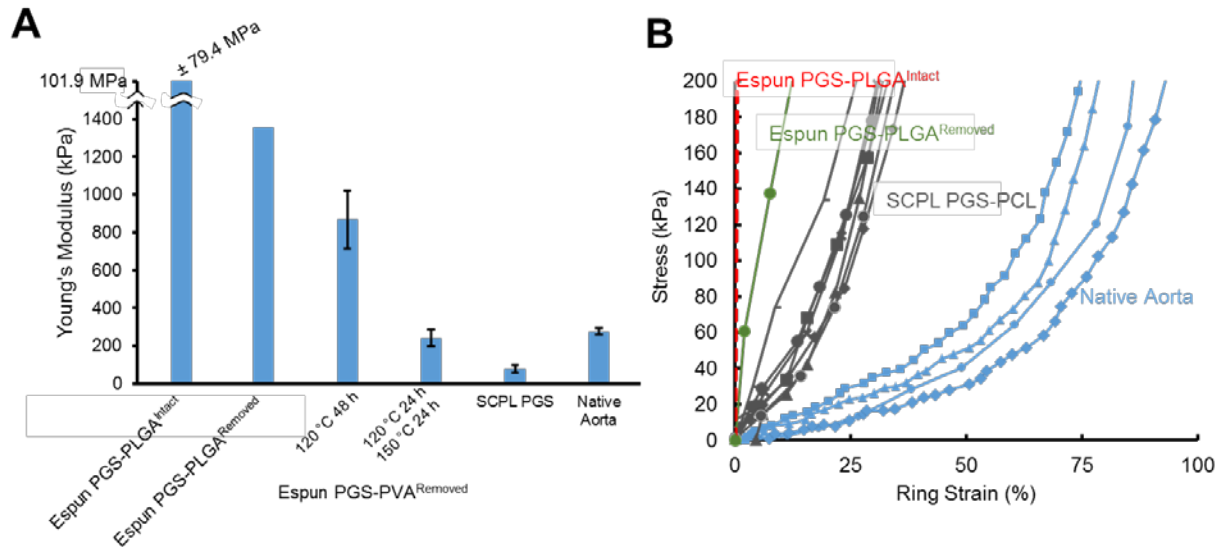 A
± 79.4 MPa
101.9 MPa
1400
1200
1000
800
600
400
200
0
Young's Modulus (kPa)
Espun PGS-PLGAIntact
Espun PGS-PLGARemoved
120 °C 48 h
120 °C 24 h
150 °C 24 h
SCPL PGS
Native
Aorta
Espun PGS-PVARemoved
B
200
180
160
140
120
100
80
60
40
20
0
Stress (kPa)
Espun PGS-PLGAIntact
Espun PGS-PLGARemoved
SCPL PGS-PCL
Native Aorta
0
25
50
75
100
Ring Strain (%)